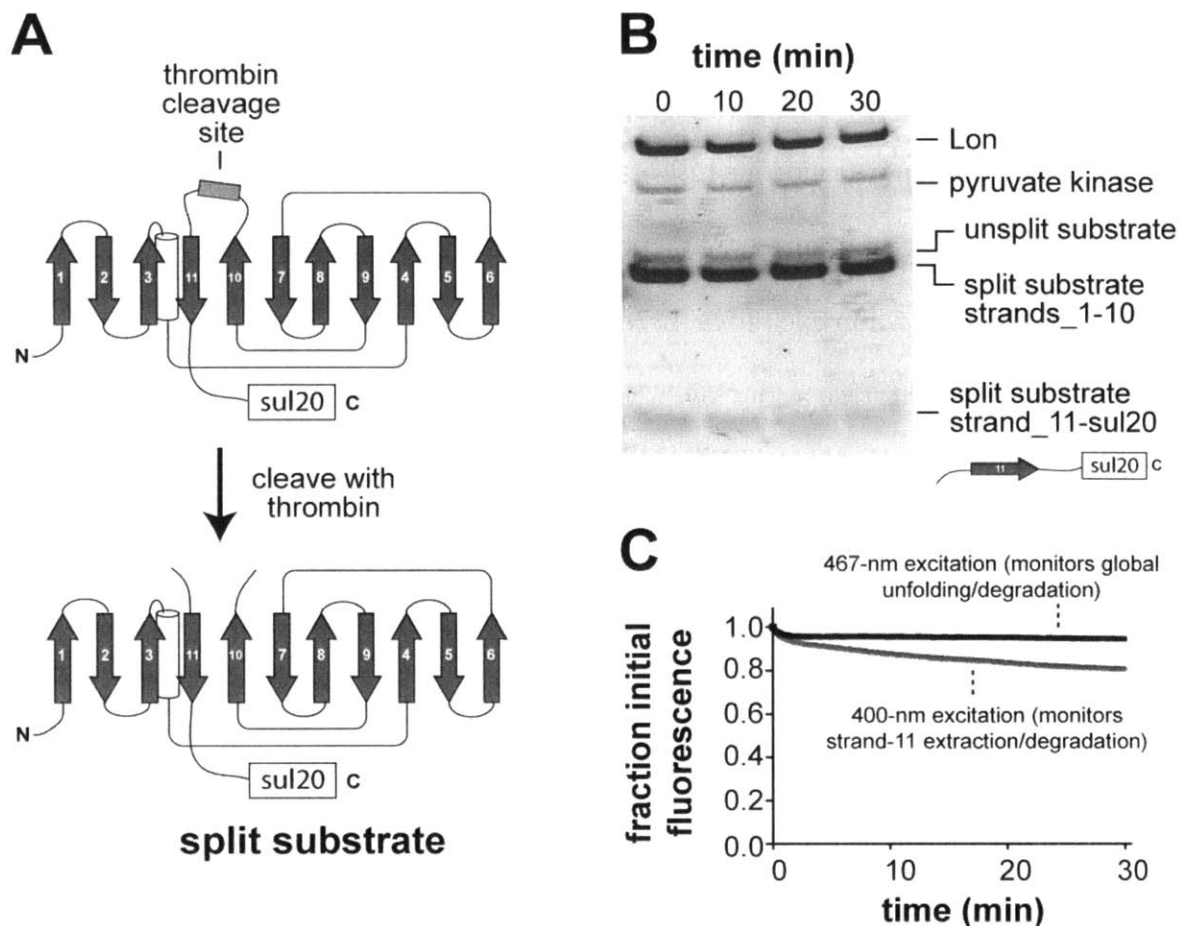 A
thrombin
cleavage
site
1
2
3
11
10
7
8
9
4
5
6
N
sul20 C
cleave with
thrombin
1
2
3
11
10
7
8
9
4
5
6
N
sul20 C
split substrate
B
time (min)
0 10 20 30
Lon
pyruvate kinase
unsplit substrate
split substrate
strands_1-10
split substrate
strand_11-sul20
11
sul20 C
C
467-nm excitation (monitors global
unfolding/degradation)
400-nm excitation (monitors
strand-11 extraction/degradation)
fraction initial
fluorescence
1.0
0.8
0.6
0.4
0.2
0.0
0 10 20 30
time (min)